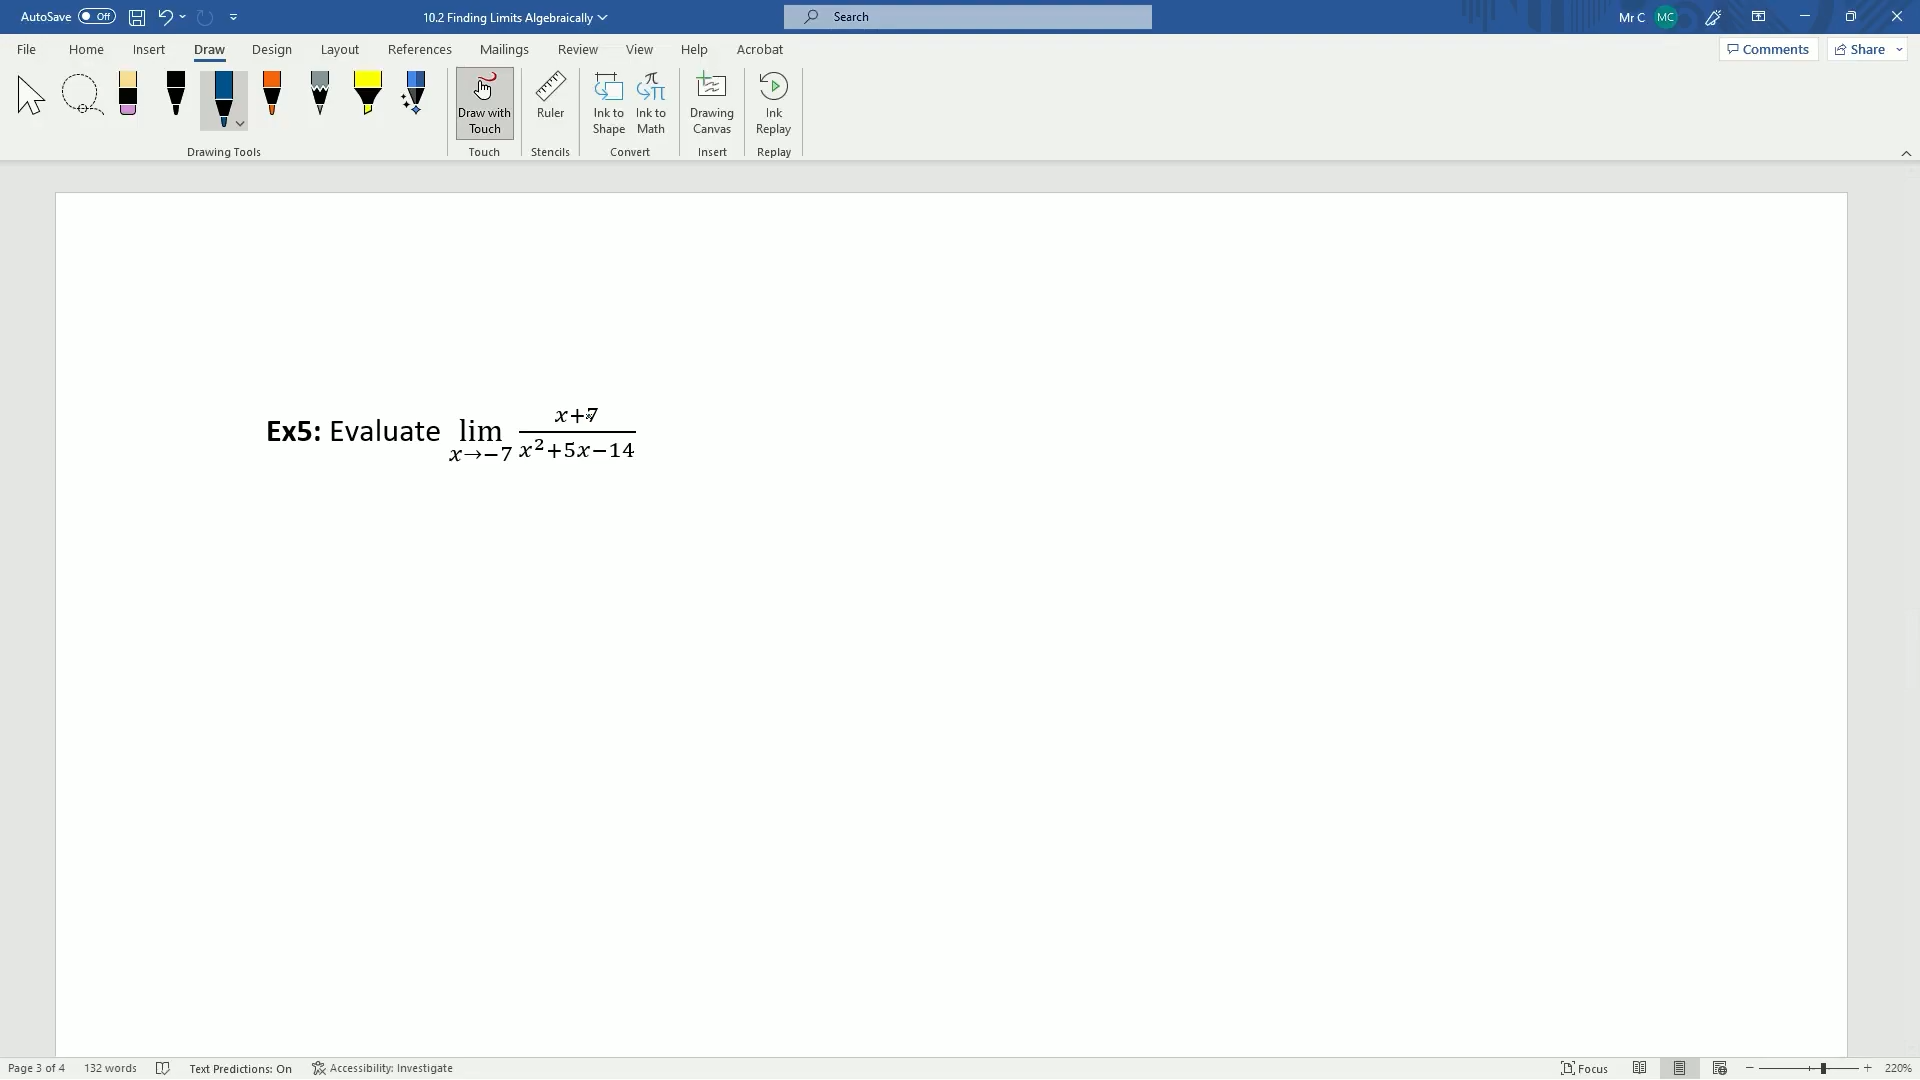 AutoSave Off 10.2 Finding Limits Algebraically Search Mr C MC
File Home Insert Draw Design Layout References Mailings Review View Help Acrobat Comments Share
Draw with Touch Ruler Ink to Shape Ink to Math Drawing Canvas Ink Replay
Drawing Tools Touch Stencils Convert Insert Replay
Ex5: Evaluate lim x→−7 (x+7)/(x²+5x−14)
Page 3 of 4 132 words Text Predictions: On Accessibility: Investigate Focus 220%